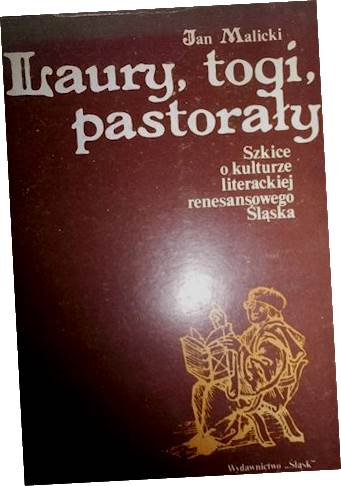 Jan Malicki
Laury, togi,
pastorały
Szkice
o kulturze
literackiej
renesansowego
Śląska
Wydawnictwo „Śląsk”